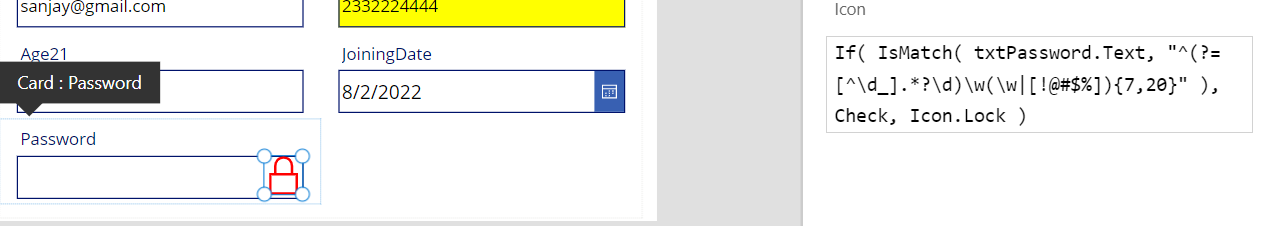 sanjay@gmail.com
2332224444
Age21
JoiningDate
Card : Password
8/2/2022
Password
Icon
If( IsMatch( txtPassword.Text, "^(?=
[^\d_].*?\d)\w(\w|[!@#$%]){7,20}" ),
Check, Icon.Lock )